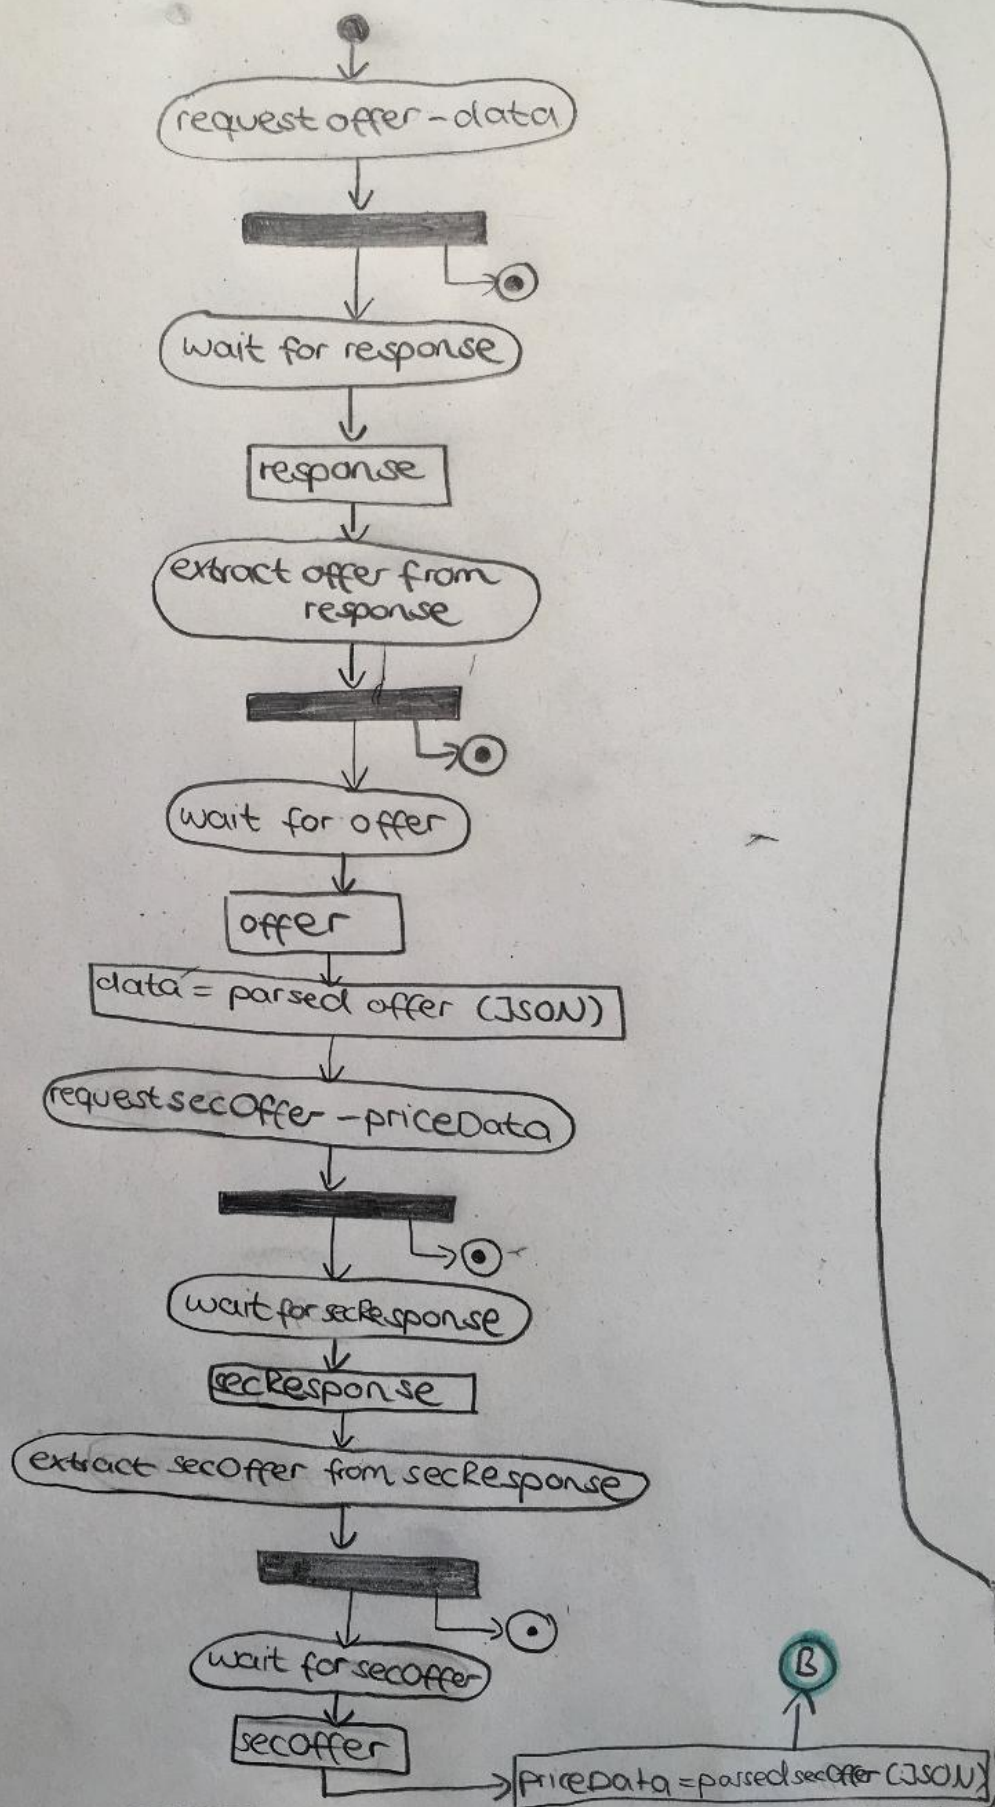 request offer-data
wait for response
response
extract offer from
response
wait for offer
offer
data = parsed offer (JSON)
request secOffer -priceData
wait for secResponse
secResponse
extract secOffer from secResponse
wait for secOffer
B
secOffer
priceData = parsed secOffer (JSON)